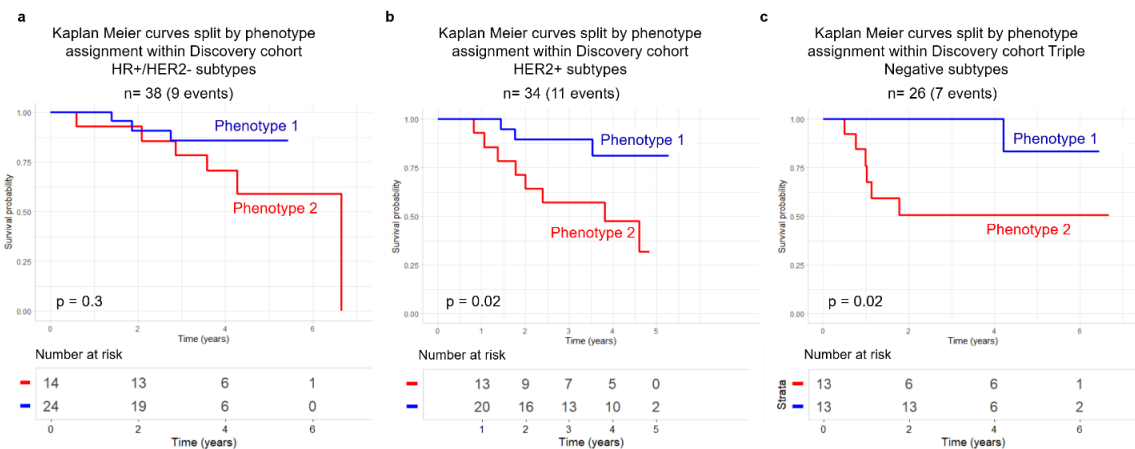 a
Kaplan Meier curves split by phenotype
assignment within Discovery cohort
HR+/HER2- subtypes
n= 38 (9 events)
1.00
0.75
0.50
0.25
0.00
Survival probability
Phenotype 1
Phenotype 2
p = 0.3
0 2 4 6
Time (years)
Number at risk
14 13 6 1
24 19 6 0
0 2 4 6
Time (years)
b
Kaplan Meier curves split by phenotype
assignment within Discovery cohort
HER2+ subtypes
n= 34 (11 events)
1.00
0.75
0.50
0.25
0.00
Survival probability
Phenotype 1
Phenotype 2
p = 0.02
0 1 2 3 4 5
Time (years)
Number at risk
13 9 7 5 0
20 16 13 10 2
1 2 3 4 5
Time (years)
c
Kaplan Meier curves split by phenotype
assignment within Discovery cohort Triple
Negative subtypes
n= 26 (7 events)
1.00
0.75
0.50
0.25
0.00
Survival probability
Phenotype 1
Phenotype 2
p = 0.02
0 2 4 6
Time (years)
Number at risk
Strata
13 6 6 1
13 13 6 2
0 2 4 6
Time (years)